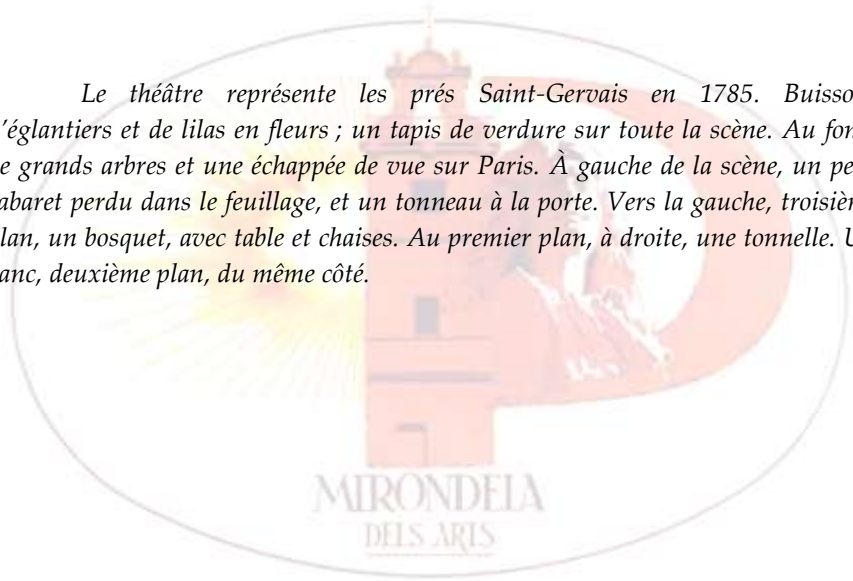 Le théâtre représente les prés Saint-Gervais en 1785. Buisso
'églantiers et de lilas en fleurs ; un tapis de verdure sur toute la scène. Au fon
e grands arbres et une échappée de vue sur Paris. À gauche de la scène, un pe
abaret perdu dans le feuillage, et un tonneau à la porte. Vers la gauche, troisièm
lan, un bosquet, avec table et chaises. Au premier plan, à droite, une tonnelle. U
anc, deuxième plan, du même côté.
MIRONDELA
DELS ARTS